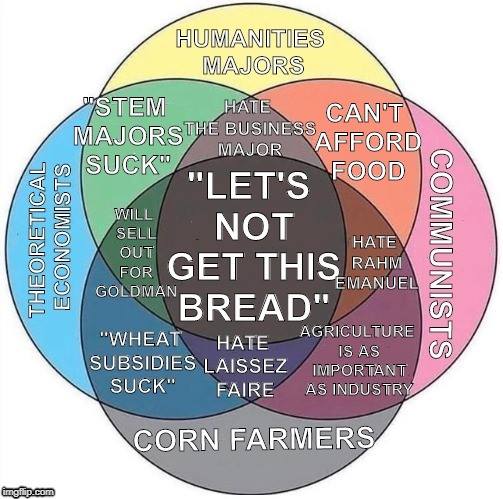 HUMANITIES
MAJORS
"STEM
MAJORS
SUCK"
HATE
THE BUSINESS
MAJOR
CAN'T
AFFORD
FOOD
THEORETICAL
ECONOMISTS
COMMUNISTS
"LET'S
NOT
GET THIS
BREAD"
WILL
SELL
OUT
FOR
GOLDMAN
HATE
RAHM
EMANUEL
"WHEAT
SUBSIDIES
SUCK"
HATE
LAISSEZ
FAIRE
AGRICULTURE
IS AS
IMPORTANT
AS INDUSTRY
CORN FARMERS
imgflip.com